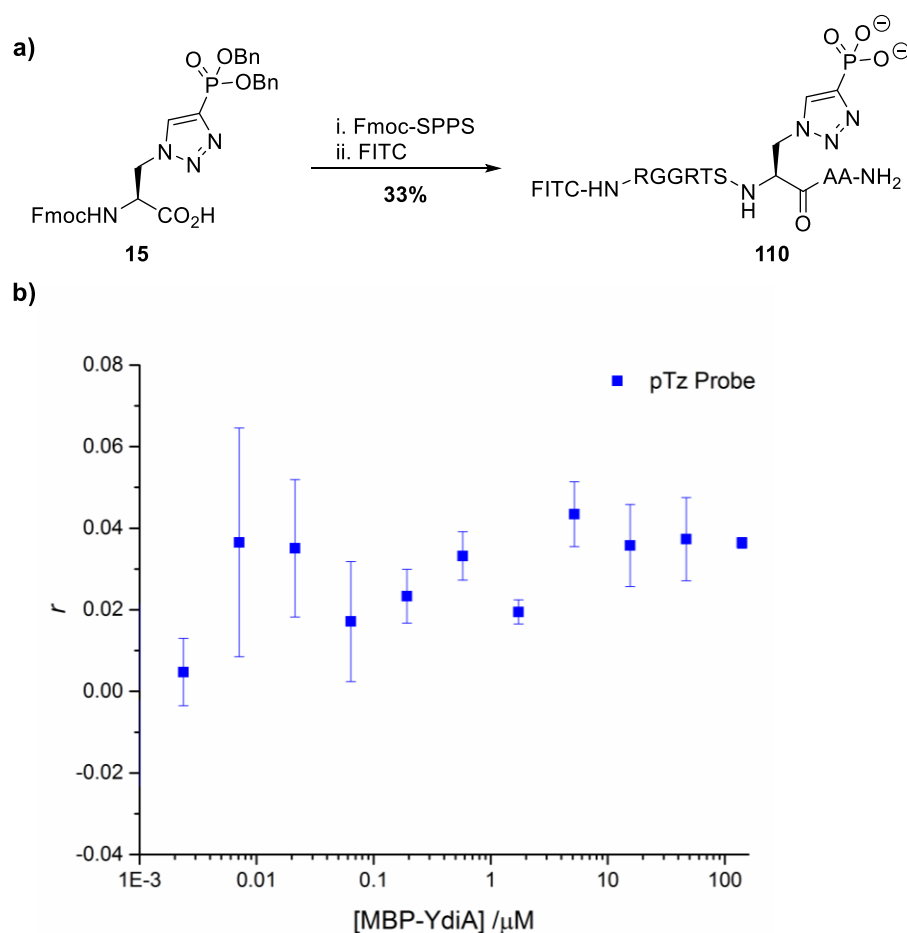 a)
O
OBn
P
OBn
N
N
N
FmocHN
CO2H
15
i. Fmoc-SPPS
ii. FITC
33%
O
O⊖
P
O⊖
N
N
N
FITC-HN
RGGRTS
N
H
O
AA-NH2
110
b)
pTz Probe
0.08
0.06
0.04
0.02
0.00
-0.02
-0.04
r
1E-3
0.01
0.1
1
10
100
[MBP-YdiA] /μM